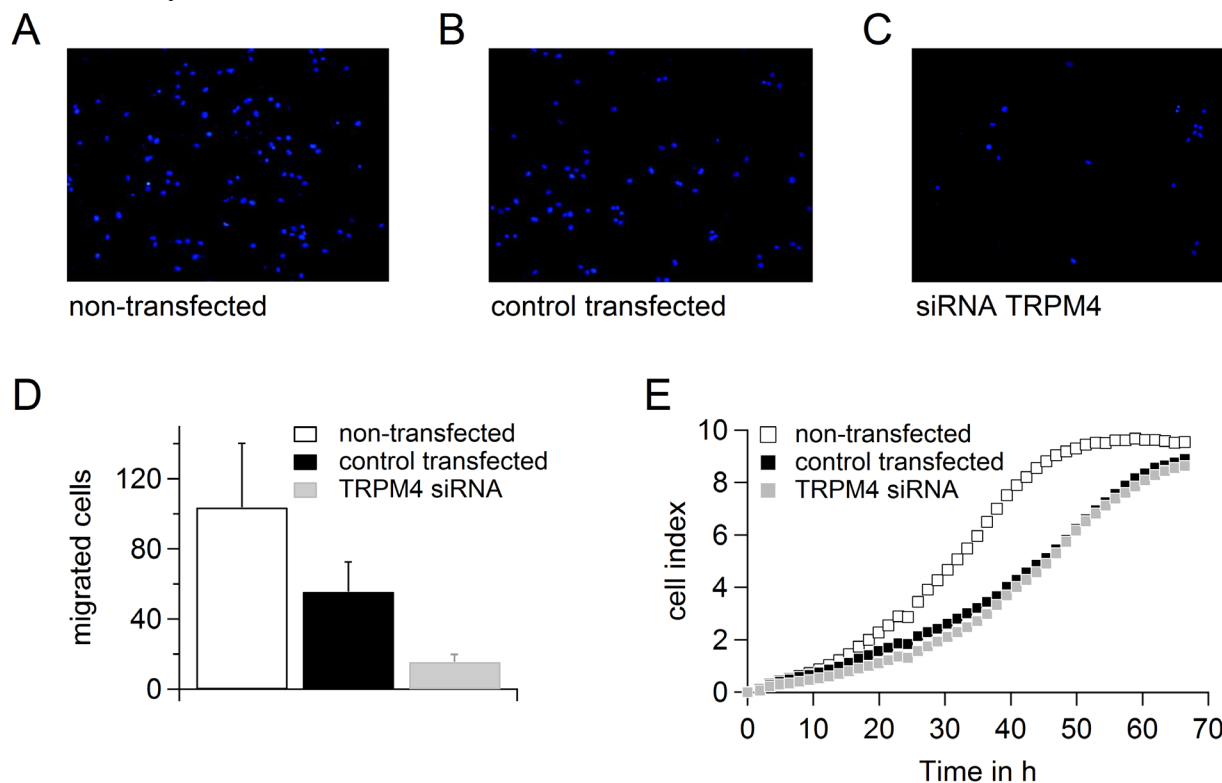 A
B
C
non-transfected
control transfected
siRNA TRPM4
D
non-transfected
control transfected
TRPM4 siRNA
120
80
40
0
migrated cells
E
non-transfected
control transfected
TRPM4 siRNA
10
8
6
4
2
0
cell index
0 10 20 30 40 50 60 70
Time in h